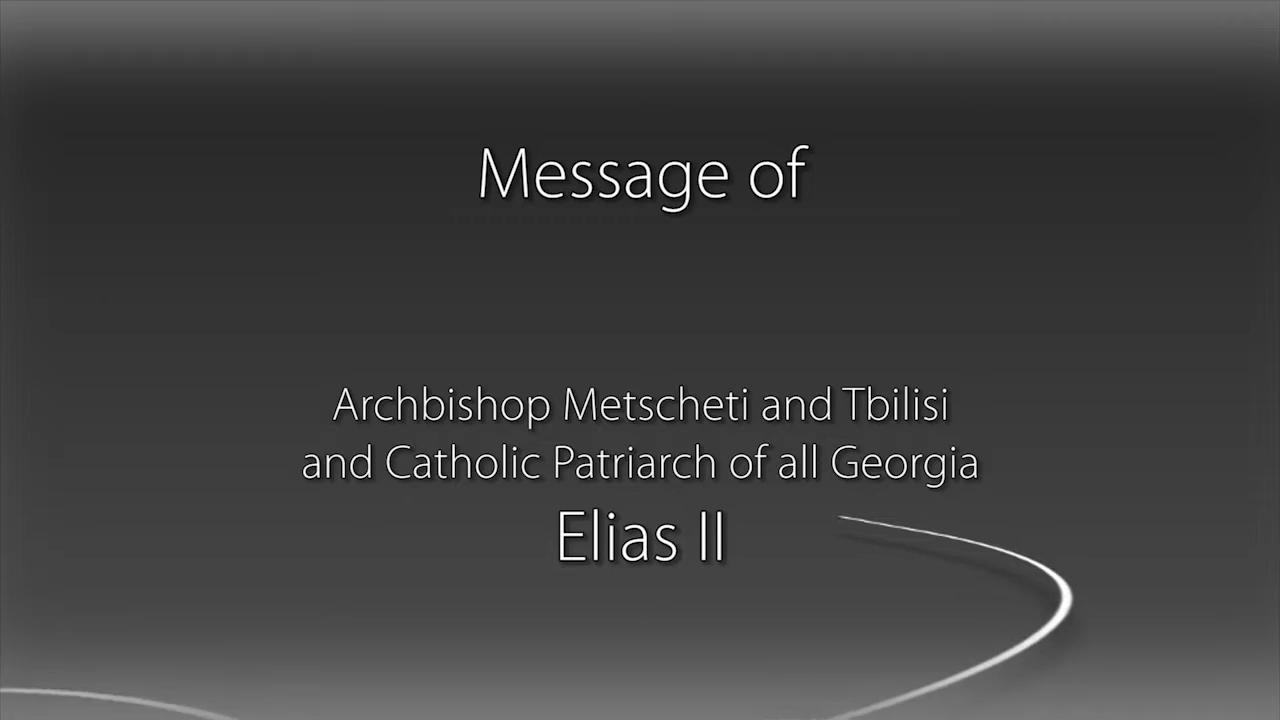 Message of
Archbishop Metscheti and Tbilisi
and Catholic Patriarch of all Georgia
Elias II